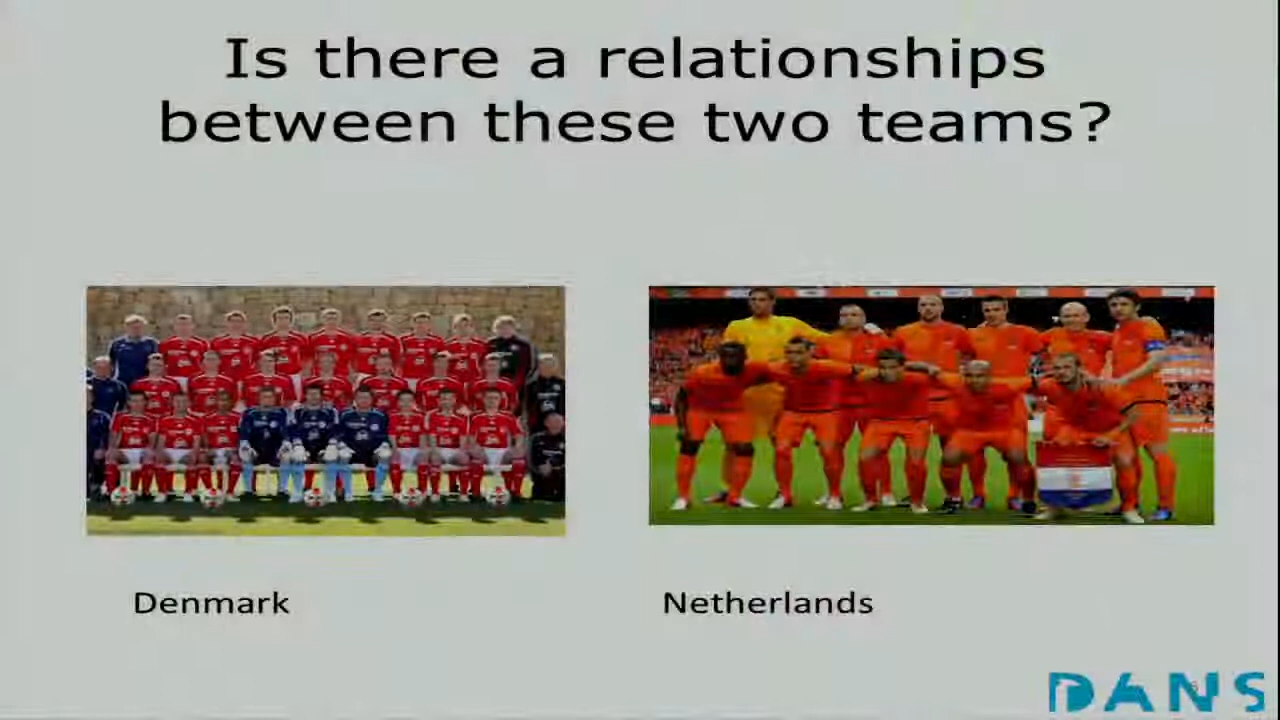 Is there a relationships
between these two teams?
Denmark
Netherlands
DANS